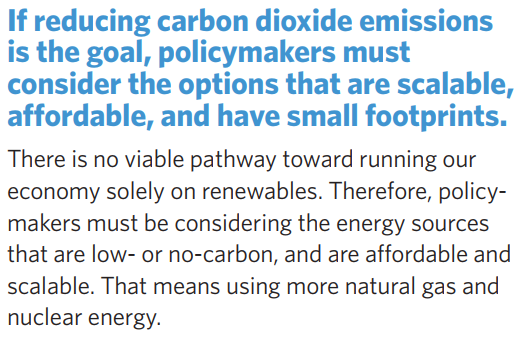 If reducing carbon dioxide emissions
is the goal, policymakers must
consider the options that are scalable,
affordable, and have small footprints.
There is no viable pathway toward running our
economy solely on renewables. Therefore, policy-
makers must be considering the energy sources
that are low- or no-carbon, and are affordable and
scalable. That means using more natural gas and
nuclear energy.